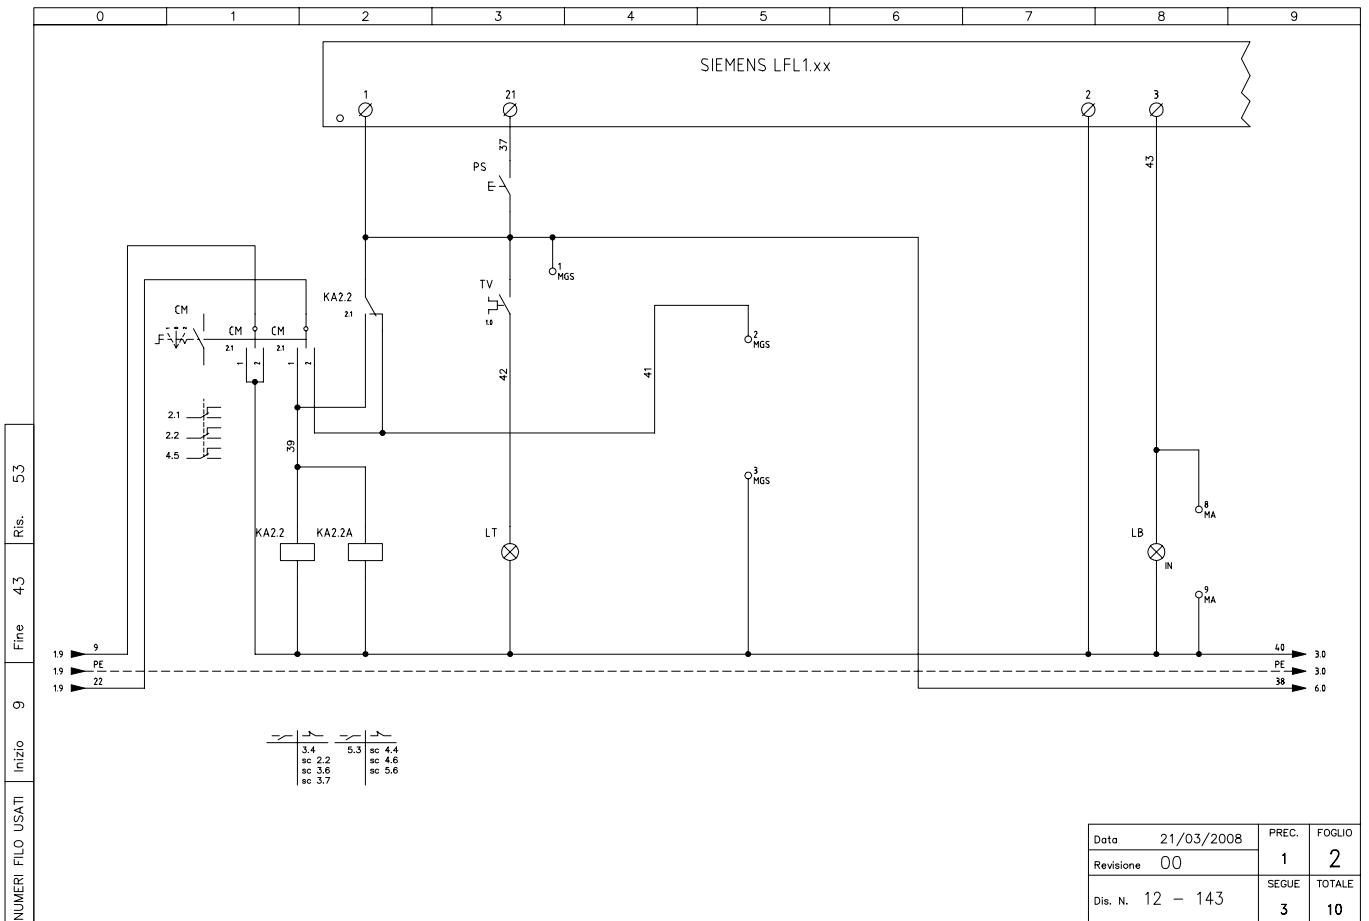 0 1 2 3 4 5 6 7 8 9
SIEMENS LFL1.xx
1 21 2 3
37 43
PS
1
MGS
KA2.2
2.1
TV
1.0
CM
CM
2.1
CM
2.1
1 2 1 2
2
MGS
42
41
2.1
2.2
4.5
39
3
MGS
8
MA
KA2.2
KA2.2A
LT
LB
IN
9
MA
1.9 9 40 3.0
1.9 PE PE 3.0
1.9 22 38 6.0
3.4 5.3 sc 4.4
sc 2.2 sc 4.6
sc 3.6 sc 5.6
sc 3.7
NUMERI FILO USATI
Inizio 9
Fine 43
Ris. 53
Data 21/03/2008
Revisione 00
Dis. N. 12 - 143
PREC.
1
FOGLIO
2
SEGUE
3
TOTALE
10